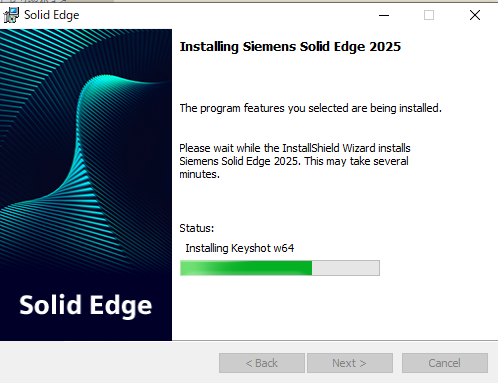 Solid Edge
Installing Siemens Solid Edge 2025
The program features you selected are being installed.
Please wait while the InstallShield Wizard installs
Siemens Solid Edge 2025. This may take several
minutes.
Status:
Installing Keyshot w64
Solid Edge
< Back
Next >
Cancel